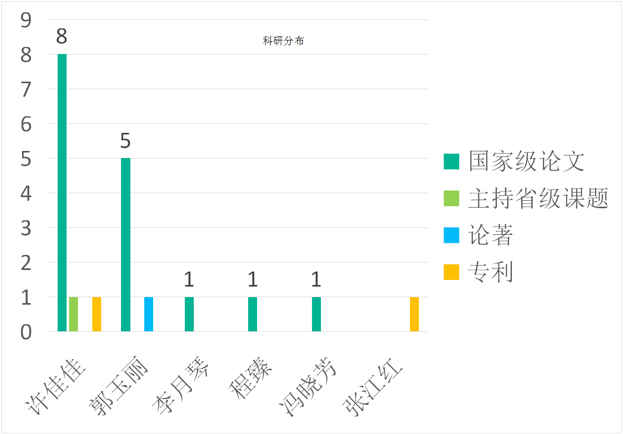 科研分布
9
8
7
6
5
4
3
2
1
0
8
5
1
1
1
许佳佳
郭玉丽
李月琴
程臻
冯晓芳
张江红
国家级论文
主持省级课题
论著
专利